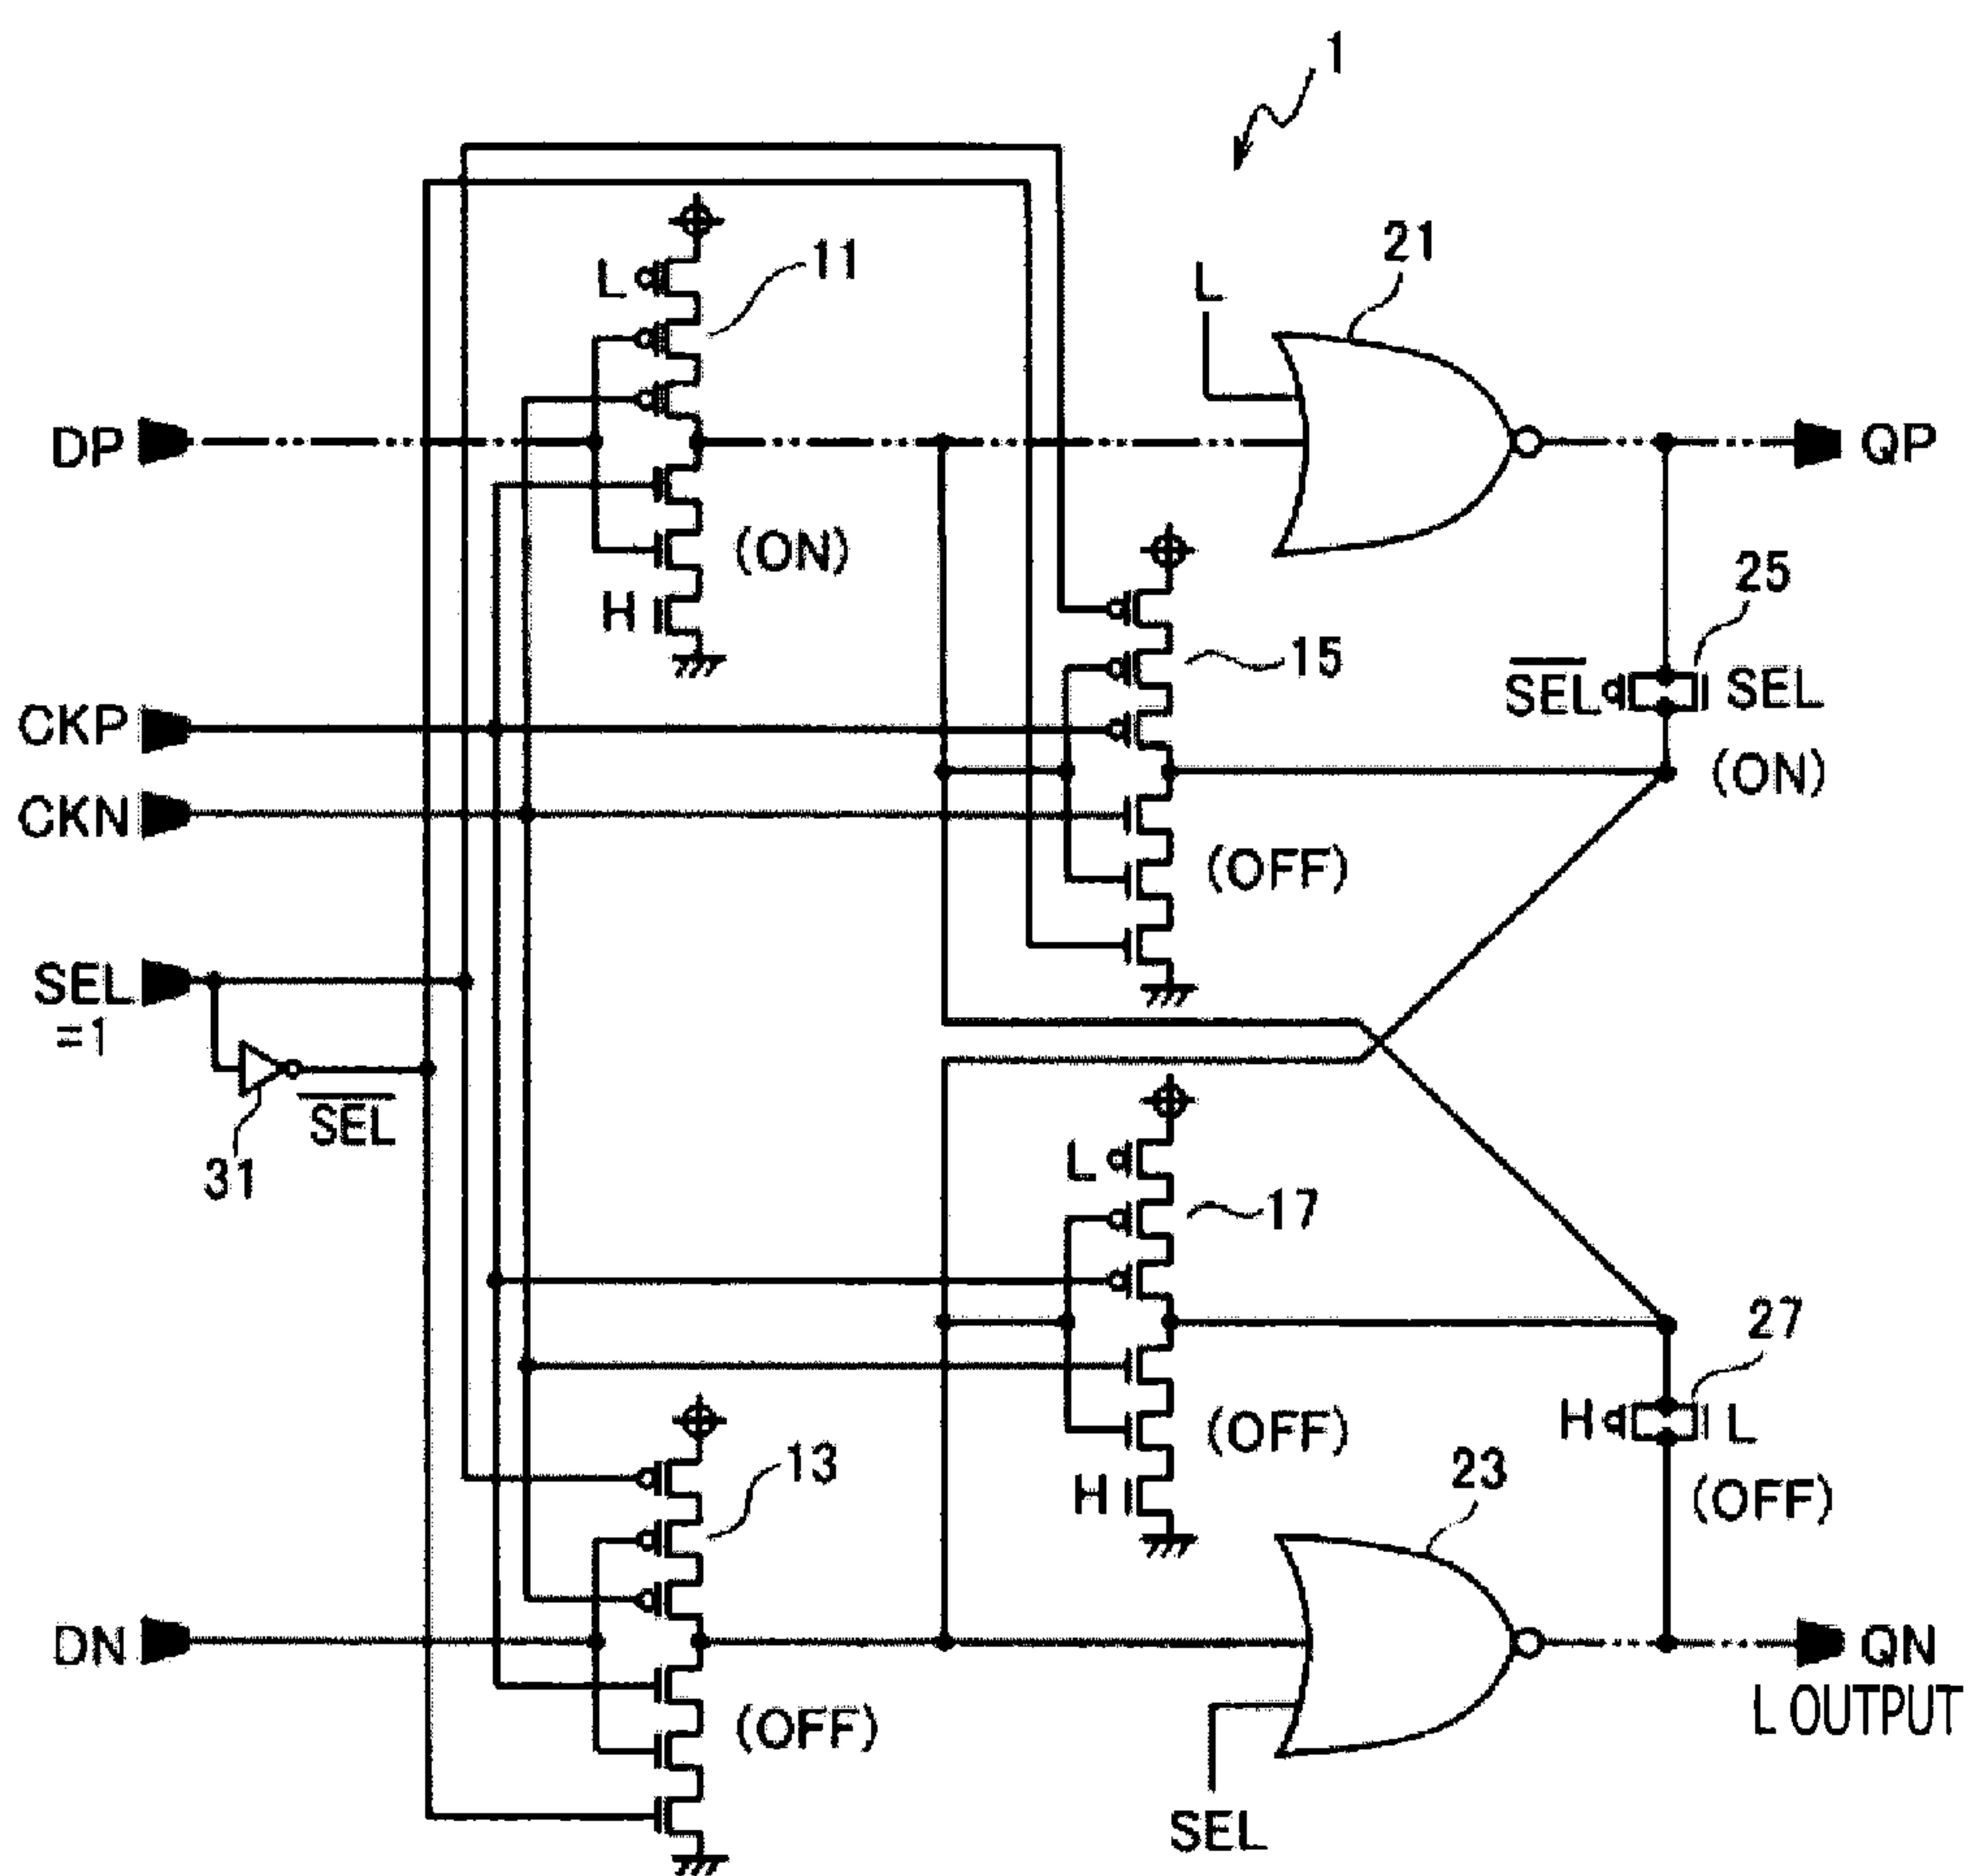 1
L
11
L
21
DP
QP
(ON)
25
H
15
SEL
SEL
CKP
(ON)
CKN
(OFF)
SEL
=1
SEL
31
L
17
27
H
L
13
(OFF)
23
H
(OFF)
DN
QN
(OFF)
L OUTPUT
SEL